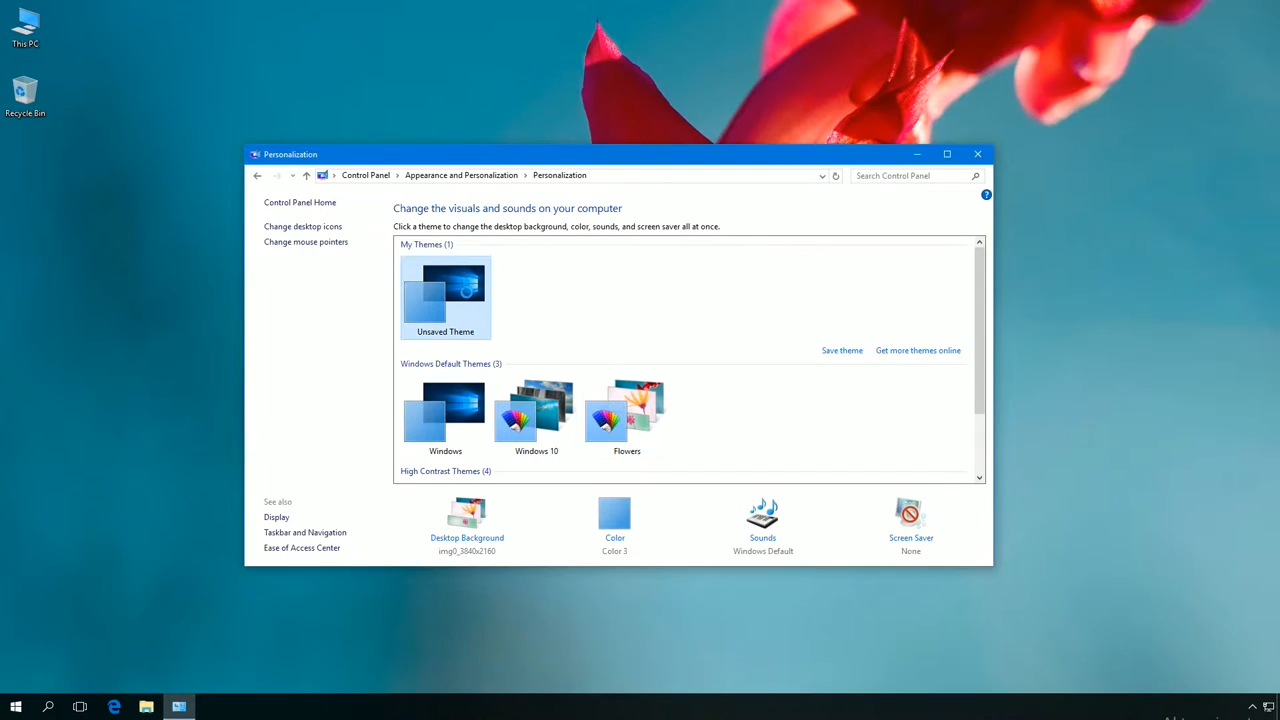 This PC
Recycle Bin
Personalization
Control Panel
Appearance and Personalization
Personalization
Search Control Panel
Control Panel Home
Change desktop icons
Change mouse pointers
Change the visuals and sounds on your computer
Click a theme to change the desktop background, color, sounds, and screen saver all at once.
My Themes (1)
Unsaved Theme
Save theme
Get more themes online
Windows Default Themes (3)
Windows
Windows 10
Flowers
High Contrast Themes (4)
See also
Display
Taskbar and Navigation
Ease of Access Center
Desktop Background
img0_3840x2160
Color
Color 3
Sounds
Windows Default
Screen Saver
None